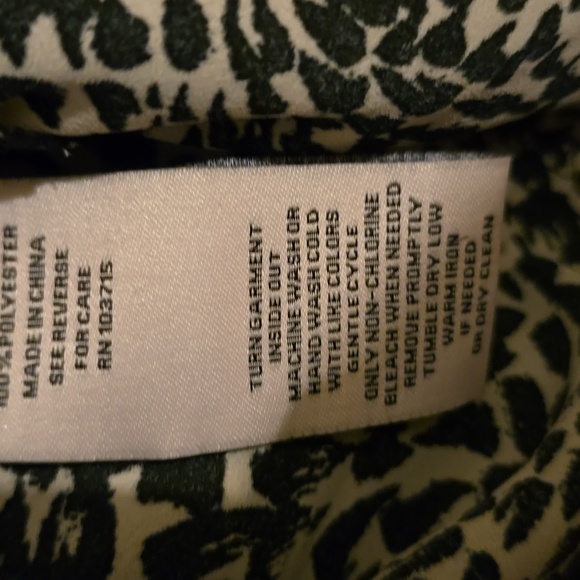 100% POLYESTER
MADE IN CHINA
SEE REVERSE
FOR CARE
RN 103715
TURN GARMENT
INSIDE OUT
MACHINE WASH OR
HAND WASH COLD
WITH LIKE COLORS
GENTLE CYCLE
ONLY NON-CHLORINE
BLEACH WHEN NEEDED
REMOVE PROMPTLY
TUMBLE DRY LOW
WARM IRON
IF NEEDED
OR DRY CLEAN